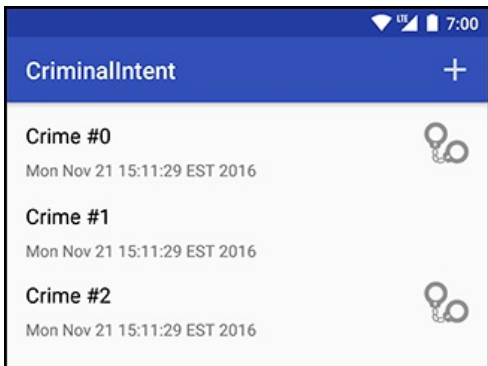 LTE 7:00
CriminalIntent
Crime #0
Mon Nov 21 15:11:29 EST 2016
Crime #1
Mon Nov 21 15:11:29 EST 2016
Crime #2
Mon Nov 21 15:11:29 EST 2016